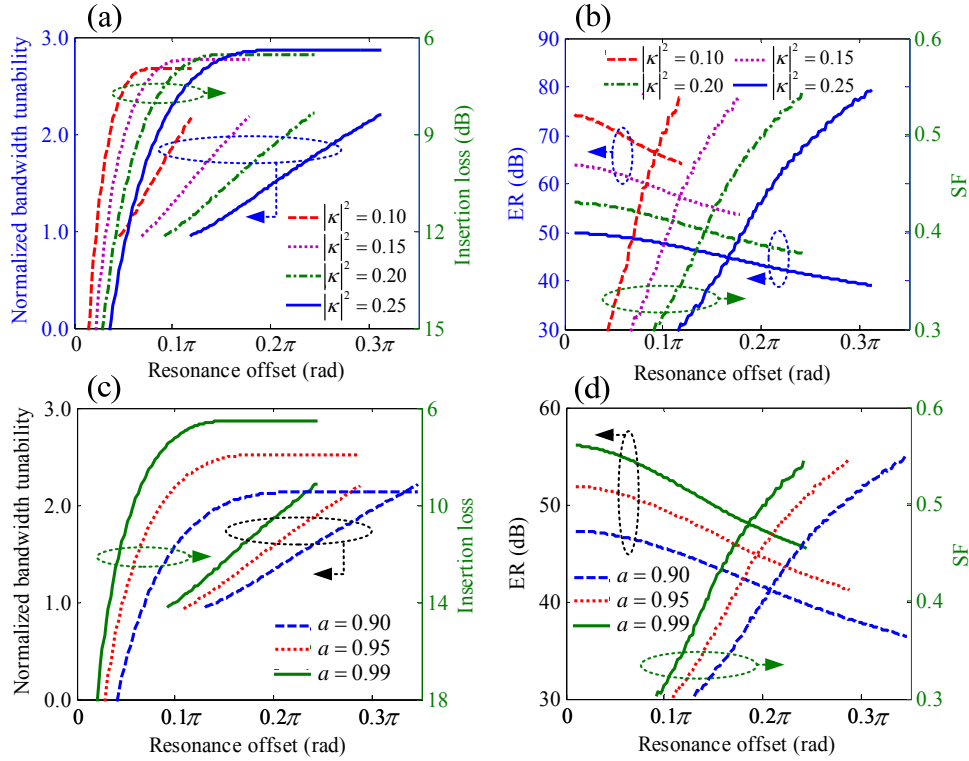 (a)
Normalized bandwidth tunability
3.0
2.0
1.0
0.0
0.1π
0.2π
0.3π
Resonance offset (rad)
6
9
12
15
Insertion loss (dB)
|κ|² = 0.10
|κ|² = 0.15
|κ|² = 0.20
|κ|² = 0.25
(b)
ER (dB)
90
80
70
60
50
40
30
0
0.1π
0.2π
0.3π
Resonance offset (rad)
0.6
0.5
0.4
0.3
SF
|κ|² = 0.10
|κ|² = 0.15
|κ|² = 0.20
|κ|² = 0.25
(c)
Normalized bandwidth tunability
3.0
2.0
1.0
0.0
0
0.1π
0.2π
0.3π
Resonance offset (rad)
6
9
14
18
Insertion loss
a = 0.90
a = 0.95
a = 0.99
(d)
ER (dB)
60
50
40
30
0
0.1π
0.2π
0.3π
Resonance offset (rad)
0.6
0.5
0.4
0.3
SF
a = 0.90
a = 0.95
a = 0.99